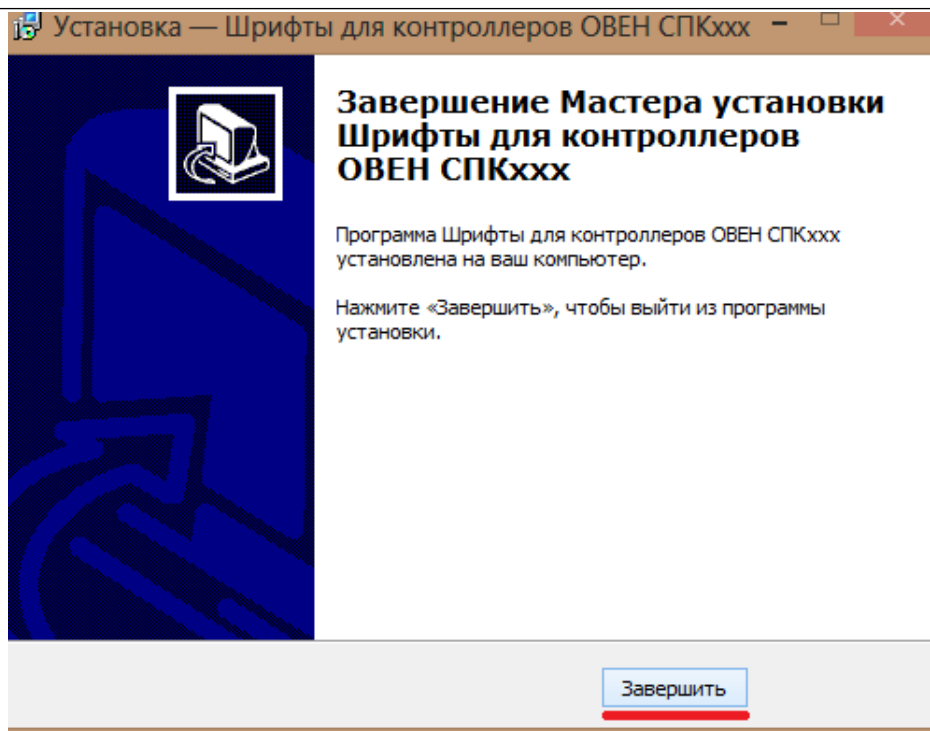 Установка — Шрифты для контроллеров ОВЕН СПКxxx
Завершение Мастера установки
Шрифты для контроллеров
ОВЕН СПКxxx
Программа Шрифты для контроллеров ОВЕН СПКxxx
установлена на ваш компьютер.
Нажмите «Завершить», чтобы выйти из программы
установки.
Завершить